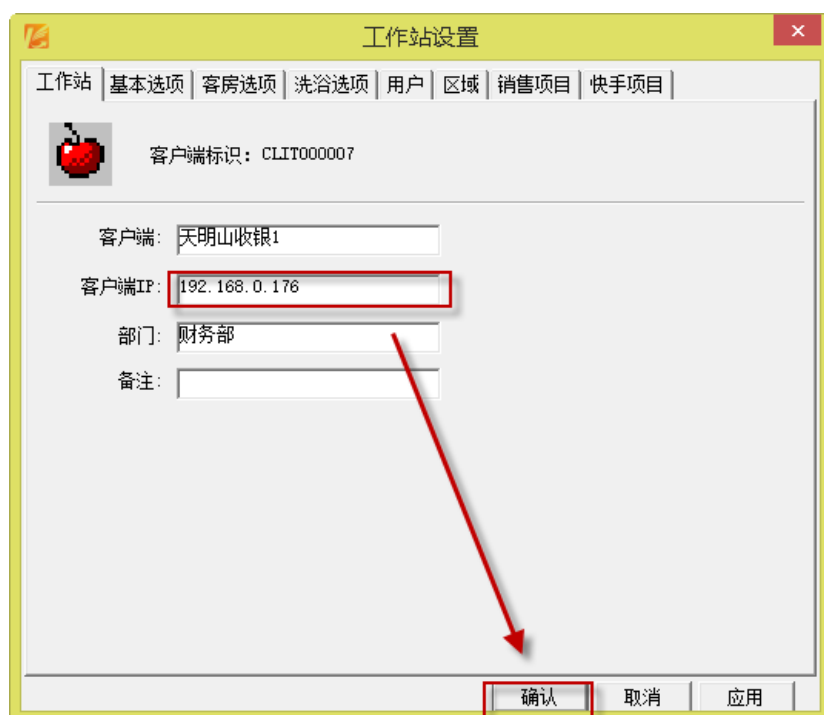 工作站设置
工作站 基本选项 客房选项 洗浴选项 用户 区域 销售项目 快手项目
客户端标识: CLIT000007
客户端: 天明山收银1
客户端IP: 192.168.0.176
部门: 财务部
备注:
确认 取消 应用